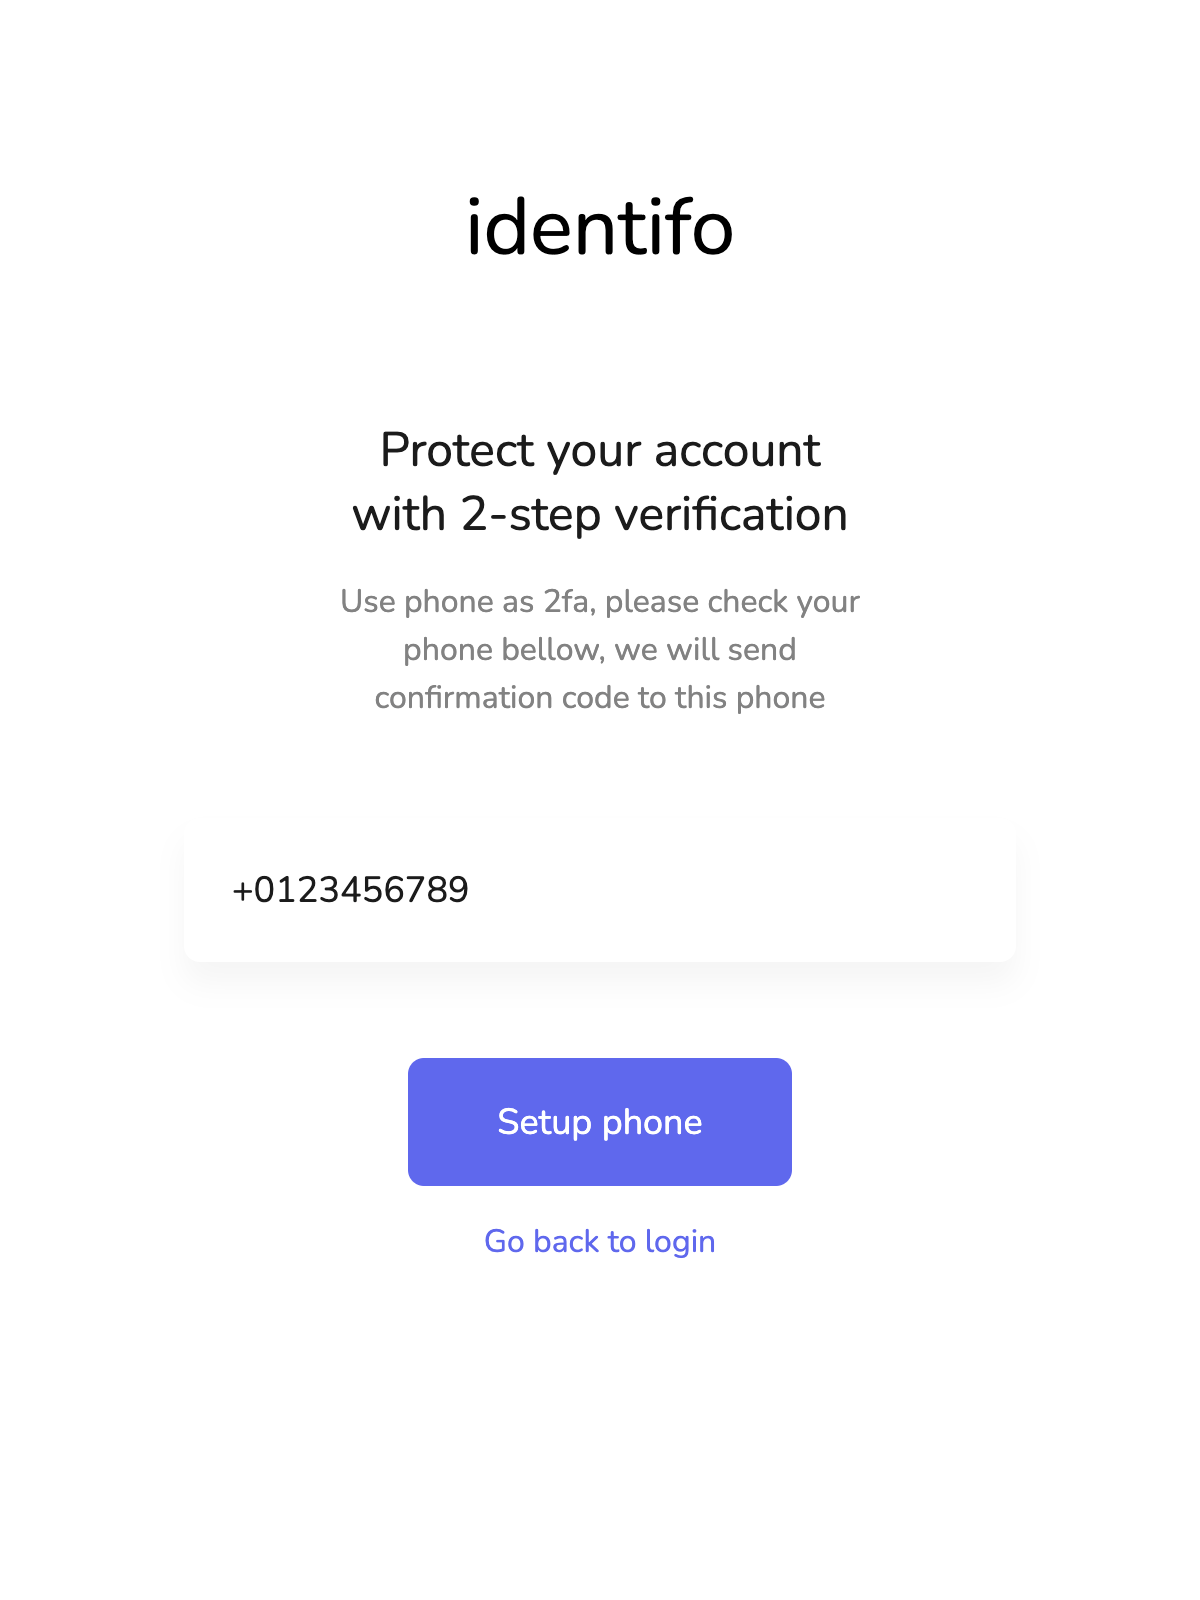 identifo
Protect your account
with 2-step verification
Use phone as 2fa, please check your
phone bellow, we will send
confirmation code to this phone
+0123456789
Setup phone
Go back to login